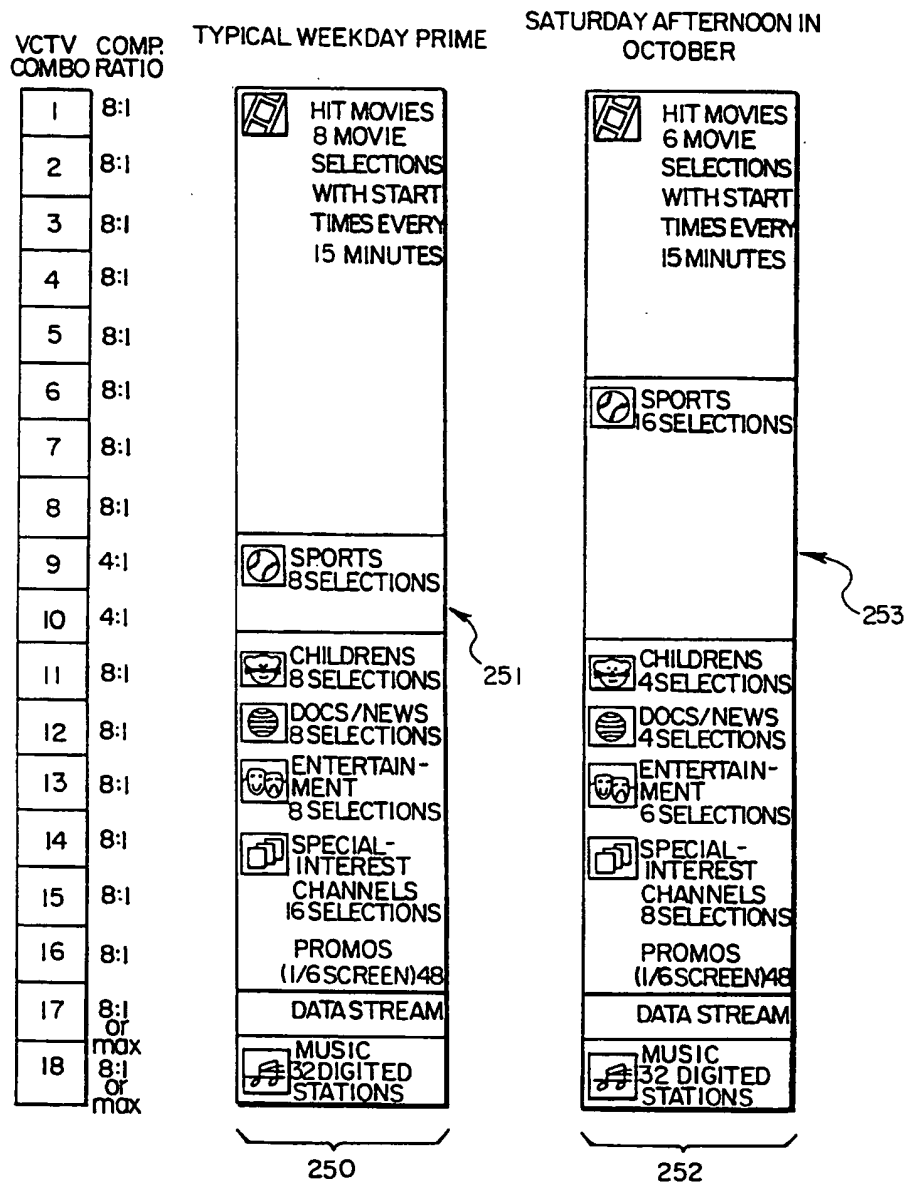 VCTV COMBO
COMP. RATIO
TYPICAL WEEKDAY PRIME
SATURDAY AFTERNOON IN
OCTOBER
1 8:1
2 8:1
3 8:1
4 8:1
5 8:1
6 8:1
7 8:1
8 8:1
9 4:1
10 4:1
11 8:1
12 8:1
13 8:1
14 8:1
15 8:1
16 8:1
17 8:1 or max
18 8:1 or max
HIT MOVIES
8 MOVIE
SELECTIONS
WITH START
TIMES EVERY
15 MINUTES
SPORTS
8 SELECTIONS
251
CHILDRENS
8 SELECTIONS
DOCS/NEWS
8 SELECTIONS
ENTERTAIN-
MENT
8 SELECTIONS
SPECIAL-
INTEREST
CHANNELS
16 SELECTIONS
PROMOS
(1/6 SCREEN)48
DATA STREAM
MUSIC
32 DIGITED
STATIONS
250
HIT MOVIES
6 MOVIE
SELECTIONS
WITH START
TIMES EVERY
15 MINUTES
SPORTS
16 SELECTIONS
253
CHILDRENS
4 SELECTIONS
DOCS/NEWS
4 SELECTIONS
ENTERTAIN-
MENT
6 SELECTIONS
SPECIAL-
INTEREST
CHANNELS
8 SELECTIONS
PROMOS
(1/6 SCREEN)48
DATA STREAM
MUSIC
32 DIGITED
STATIONS
252